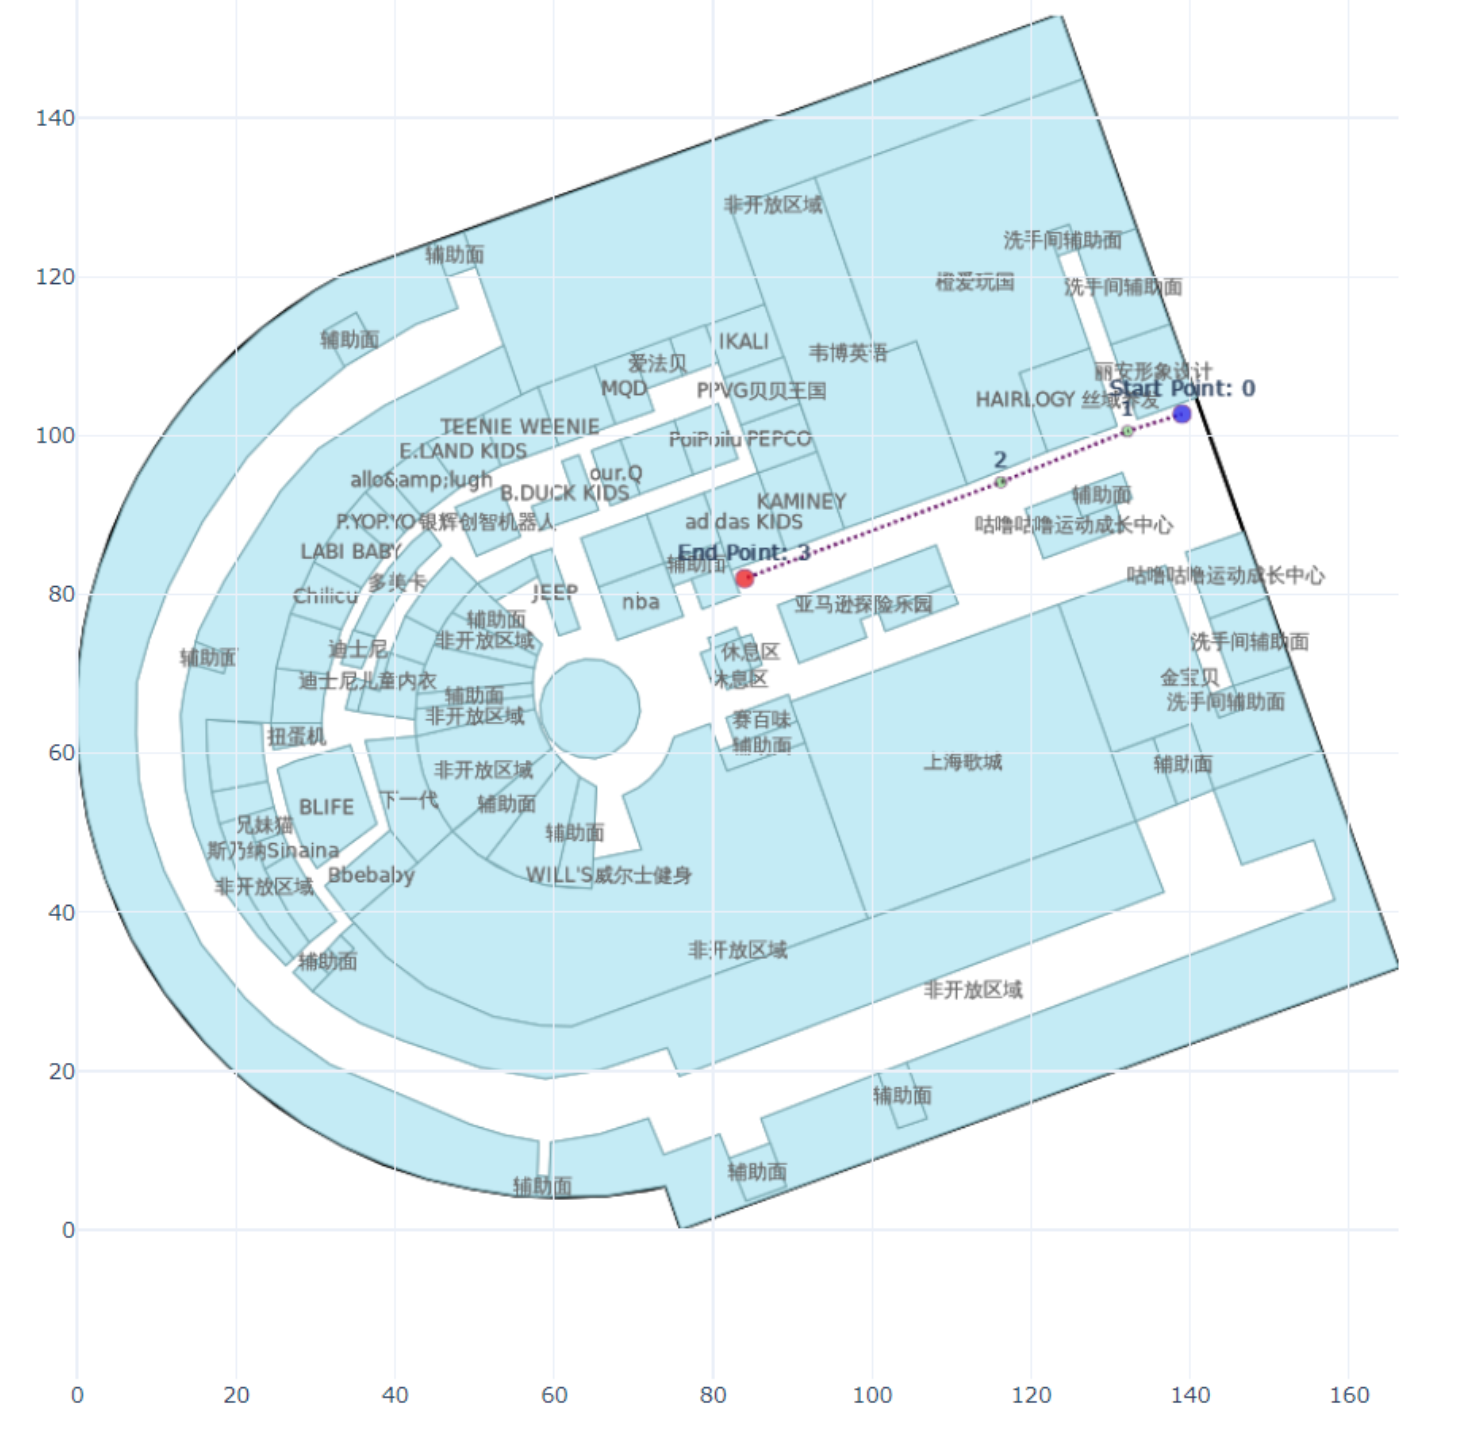 140
120
100
80
60
40
20
0
0
20
40
60
80
100
120
140
160
非开放区域
洗手间辅助面
辅助面
橙爱玩国
洗手间辅助面
辅助面
IKALI
韦博英语
爱法贝
丽安形象设计
MQD
PPVG贝贝王国
Start Point: 0
HAIRLOGY 丝域养发
1
TEENIE WEENIE
PoiPoilu
PEPCO
E.LAND KIDS
2
allo&amp;lugh
our.Q
B.DUCK KIDS
KAMINEY
辅助面
P.YOP.YO
银辉创智机器人
adidas KIDS
咕噜咕噜运动成长中心
LABI BABY
End Point: 3
辅助面
多美卡
咕噜咕噜运动成长中心
Chilicu
JEEP
nba
亚马逊探险乐园
辅助面
非开放区域
迪士尼
休息区
洗手间辅助面
辅助面
迪士尼儿童内衣
休息区
金宝贝
辅助面
洗手间辅助面
非开放区域
赛百味
扭蛋机
辅助面
上海歌城
辅助面
非开放区域
BLIFE
下一代
辅助面
兄妹猫
辅助面
斯乃纳Sinaina
非开放区域
Bbebaby
WILL'S威尔士健身
辅助面
非开放区域
非开放区域
辅助面
辅助面
辅助面